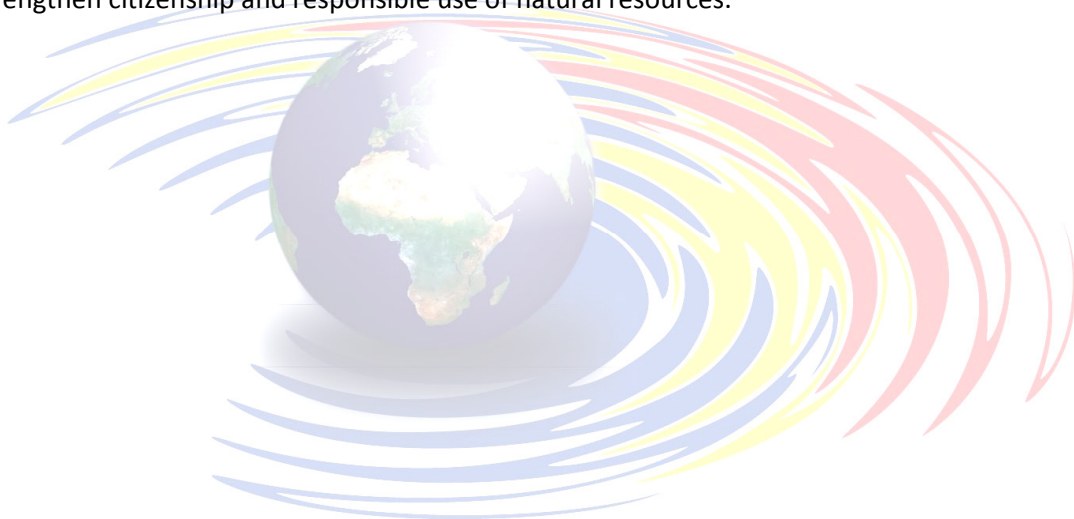 engthen citizenship and responsible use of natural resources.